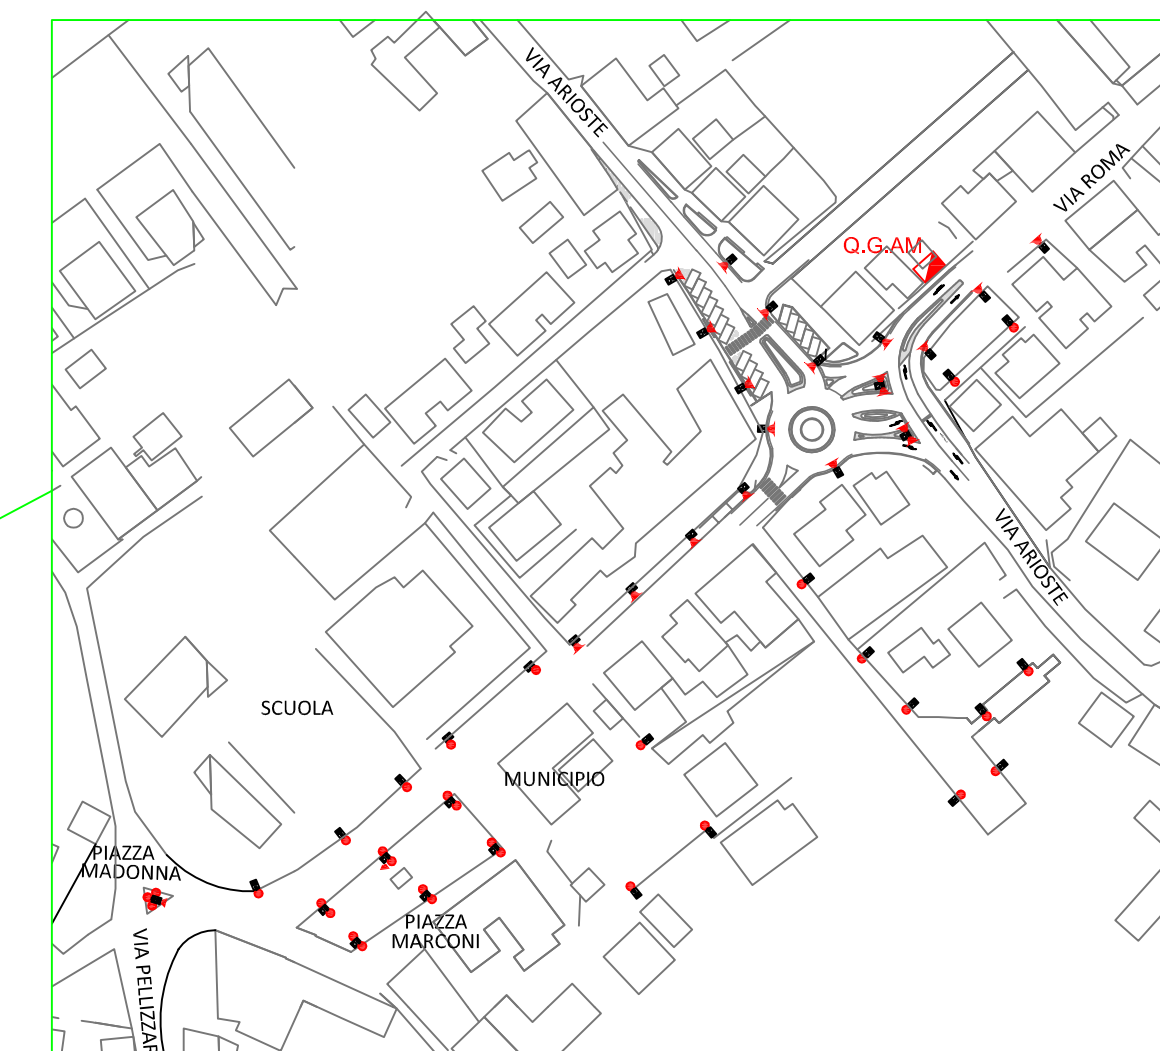 VIA ARIOSTE
VIA ROMA
Q.G.AM
VIA ARIOSTE
SCUOLA
MUNICIPIO
PIAZZA
MADONNA
PIAZZA
MARCONI
VIA PELLIZZAR